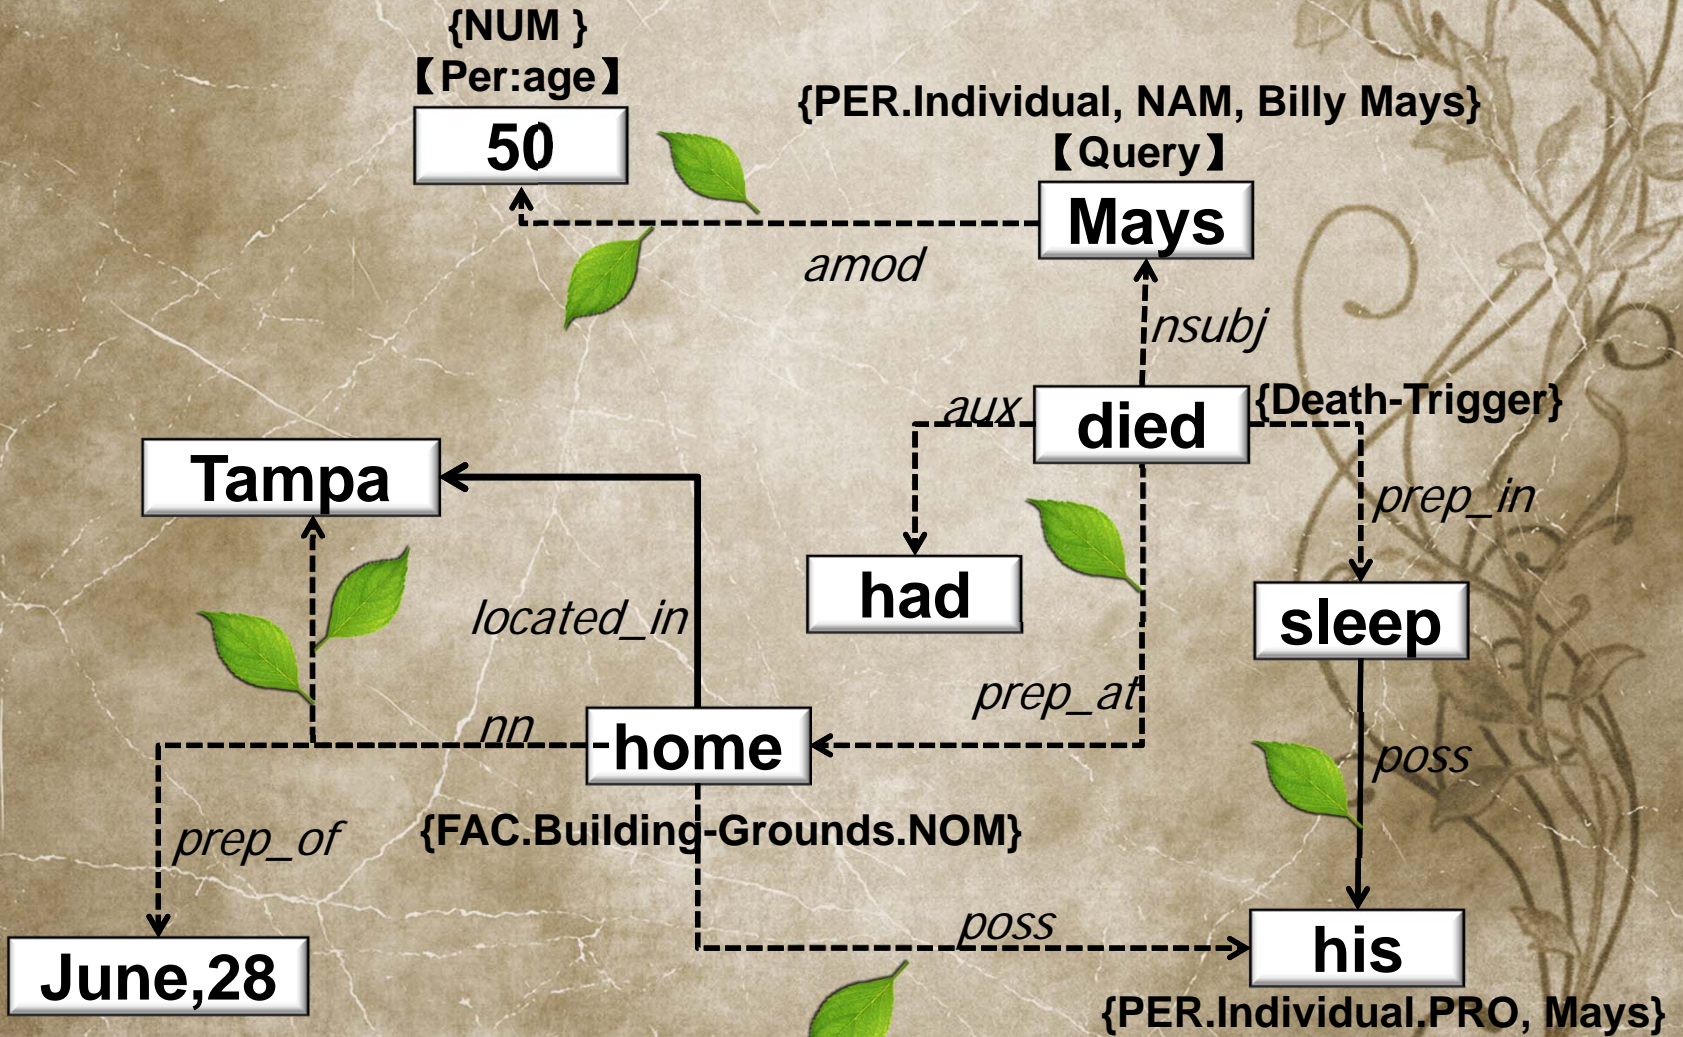 {NUM }
【Per:age】
50
{PER.Individual, NAM, Billy Mays}
【Query】
Mays
amod
nsubj
aux
died
{Death-Trigger}
Tampa
prep_in
had
sleep
located_in
prep_at
nn
home
poss
prep_of
{FAC.Building-Grounds.NOM}
poss
his
June,28
{PER.Individual.PRO, Mays}